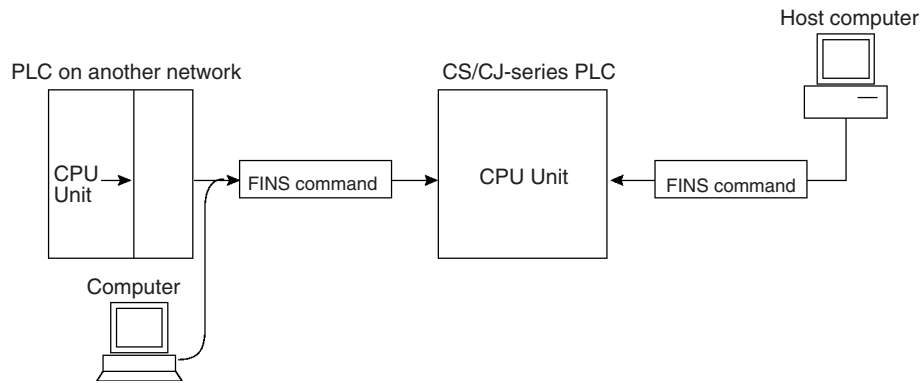 Host computer
PLC on another network
CS/CJ-series PLC
CPU
Unit
FINS command
CPU Unit
FINS command
Computer